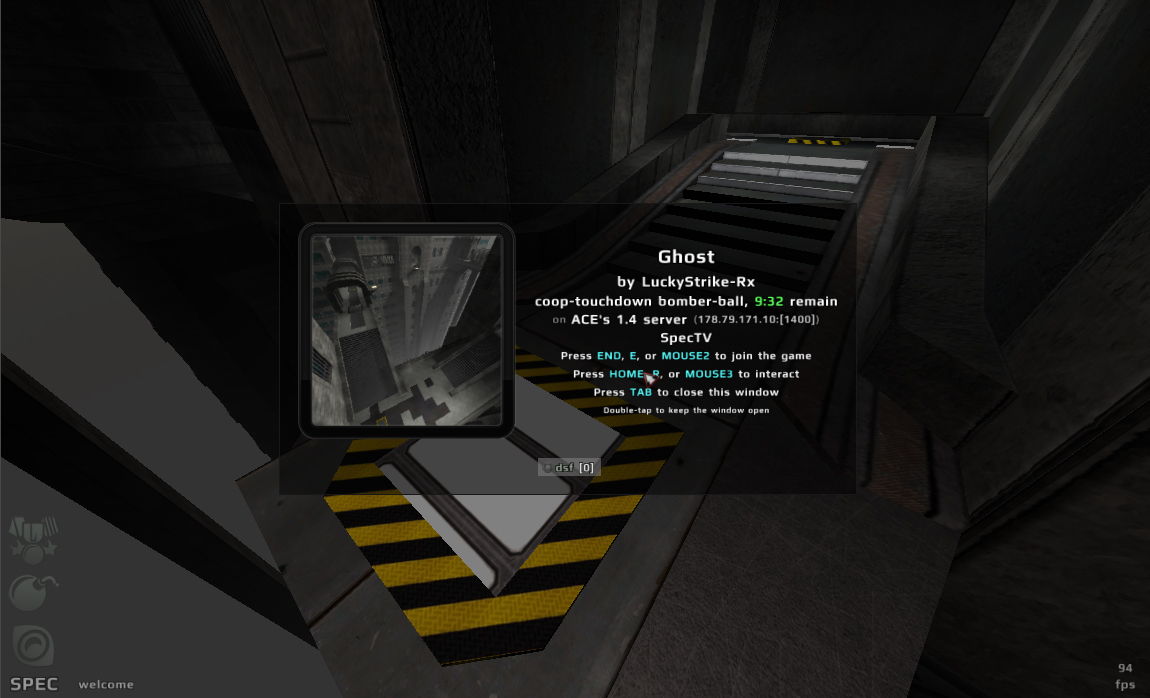 Ghost
by LuckyStrike-Rx
coop-touchdown bomber-ball, 9:32 remain
on ACE's 1.4 server (178.79.171.10:[1400])
SpecTV
Press END, E, or MOUSE2 to join the game
Press HOME, R, or MOUSE3 to interact
Press TAB to close this window
Double-tap to keep the window open
dsf [0]
SPEC welcome
94
fps